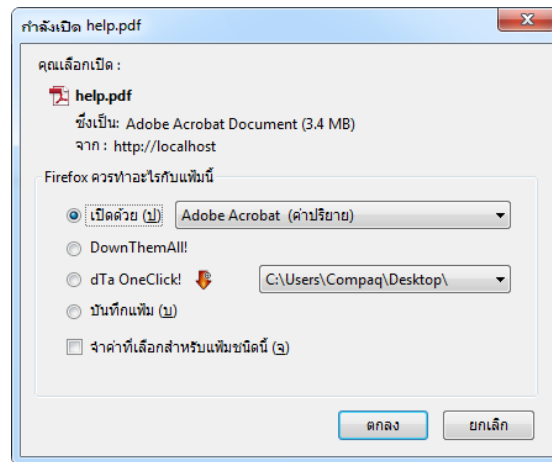 กำลังเปิด help.pdf
คุณเลือกเปิด :
help.pdf
ซึ่งเป็น: Adobe Acrobat Document (3.4 MB)
จาก : http://localhost
Firefox ควรทำอะไรกับแฟ้มนี้
เปิดด้วย (ป) Adobe Acrobat (ค่าปริยาย)
DownThemAll!
dTa OneClick! C:\Users\Compaq\Desktop\
บันทึกแฟ้ม (บ)
จำค่าที่เลือกสำหรับแฟ้มชนิดนี้ (จ)
ตกลง ยกเลิก